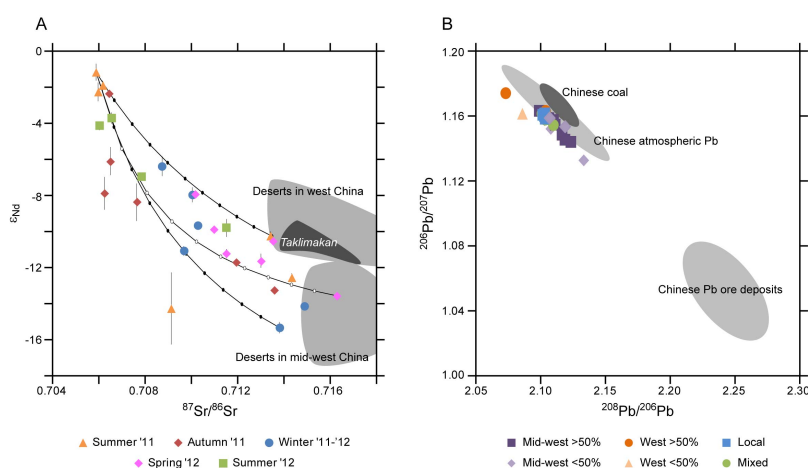 A
0
-4
-8
-12
-16
εNd
Deserts in west China
Taklimakan
Deserts in mid-west China
0.704 0.708 0.712 0.716
87Sr/86Sr
Summer '11 Autumn '11 Winter '11-'12
Spring '12 Summer '12
B
1.20
1.16
1.12
1.08
1.04
1.00
206Pb/207Pb
Chinese coal
Chinese atmospheric Pb
Chinese Pb ore deposits
2.05 2.10 2.15 2.20 2.25 2.30
208Pb/206Pb
Mid-west >50% West >50% Local
Mid-west <50% West <50% Mixed